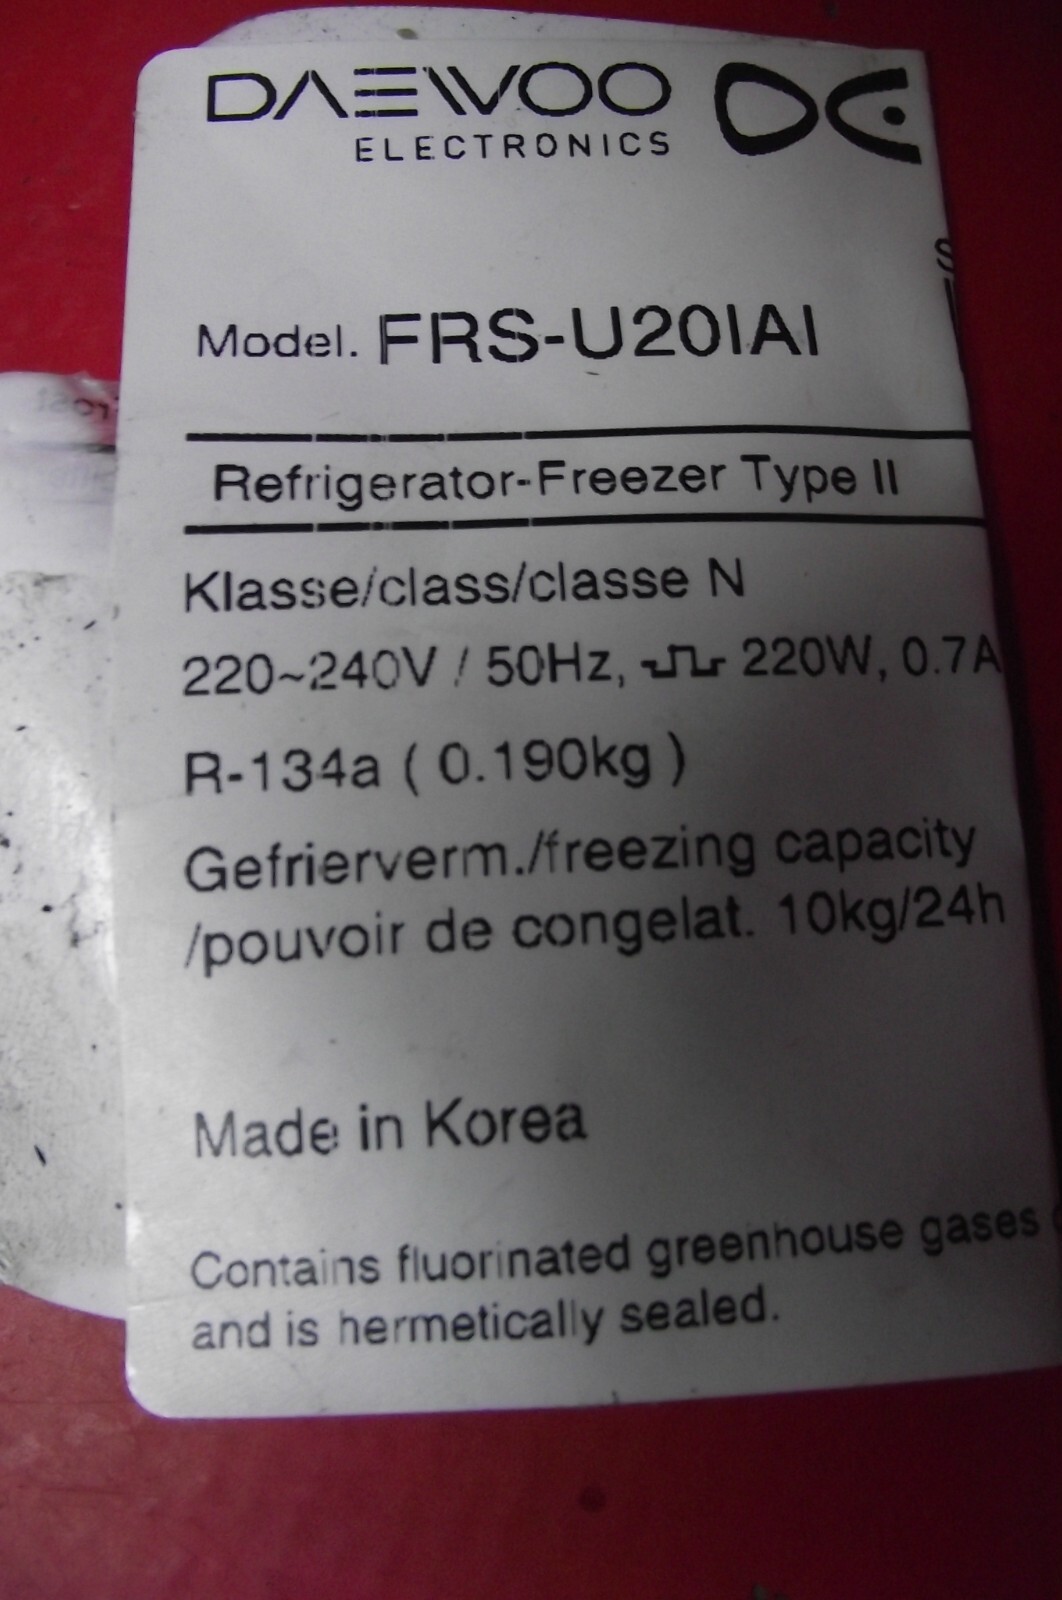 DAEWOO
ELECTRONICS
Model. FRS-U20IAI
Refrigerator-Freezer Type II
Klasse/class/classe N
220~240V / 50Hz, 220W, 0.7A
R-134a ( 0.190kg )
Gefrierverm./freezing capacity
/pouvoir de congelat. 10kg/24h
Made in Korea
Contains fluorinated greenhouse gases
and is hermetically sealed.